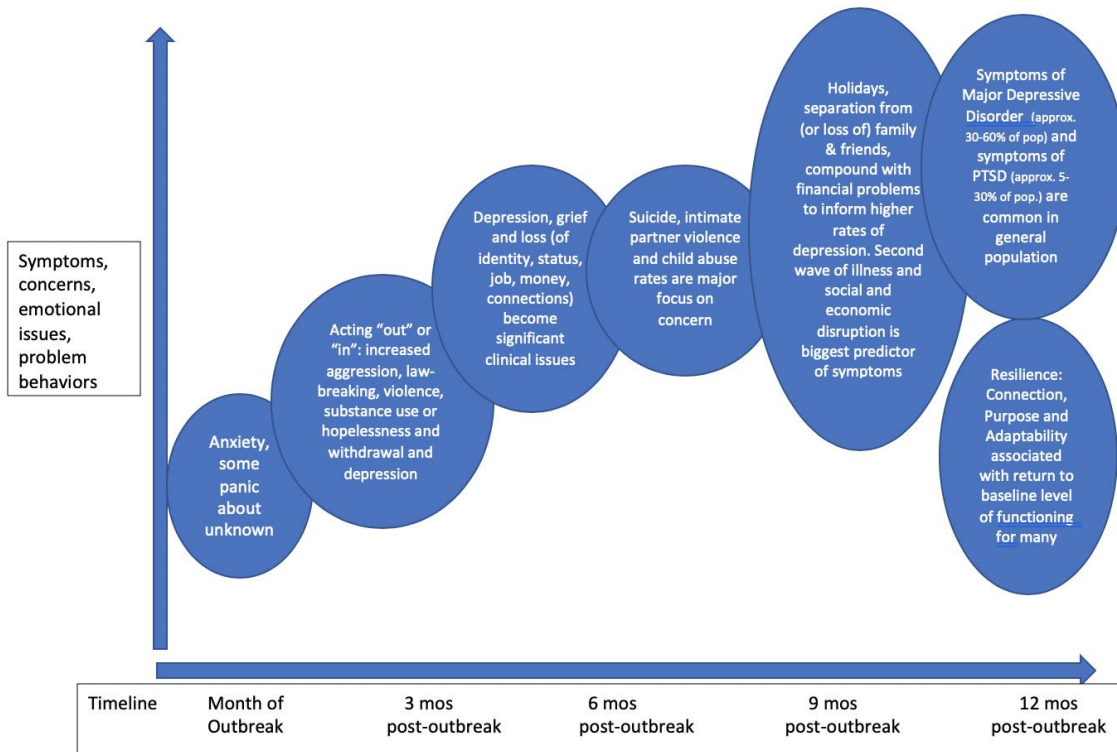 Symptoms,
concerns,
emotional
issues,
problem
behaviors
Anxiety,
some
panic
about
unknown
Acting “out” or
“in”: increased
aggression, law-
breaking, violence,
substance use or
hopelessness and
withdrawal and
depression
Depression, grief
and loss (of
identity, status,
job, money,
connections)
become
significant
clinical issues
Suicide, intimate
partner violence
and child abuse
rates are major
focus on
concern
Holidays,
separation from
(or loss of) family
& friends,
compound with
financial problems
to inform higher
rates of
depression. Second
wave of illness and
social and
economic
disruption is
biggest predictor
of symptoms
Symptoms of
Major Depressive
Disorder (approx.
30-60% of pop) and
symptoms of
PTSD (approx. 5-
30% of pop.) are
common in
general
population
Resilience:
Connection,
Purpose and
Adaptability
associated
with return to
baseline level
of functioning
for many
Timeline
Month of
Outbreak
3 mos
post-outbreak
6 mos
post-outbreak
9 mos
post-outbreak
12 mos
post-outbreak